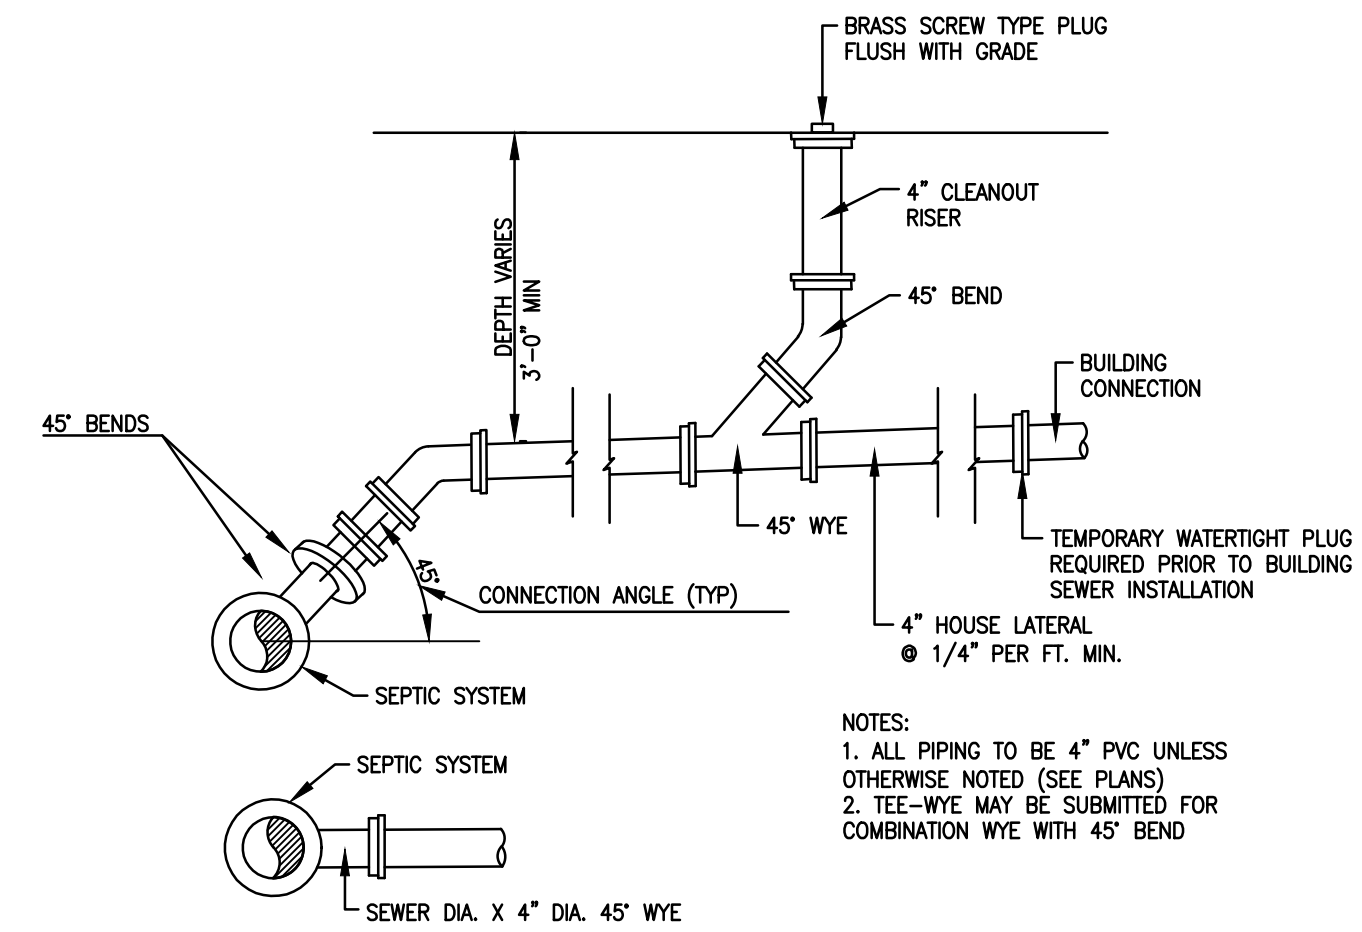 BRASS SCREW TYPE PLUG
FLUSH WITH GRADE
4" CLEANOUT
RISER
DEPTH VARIES
3'-0" MIN
45° BEND
BUILDING
CONNECTION
45° BENDS
45° WYE
TEMPORARY WATERTIGHT PLUG
REQUIRED PRIOR TO BUILDING
SEWER INSTALLATION
45°
CONNECTION ANGLE (TYP)
4" HOUSE LATERAL
@ 1/4" PER FT. MIN.
SEPTIC SYSTEM
NOTES:
1. ALL PIPING TO BE 4" PVC UNLESS
OTHERWISE NOTED (SEE PLANS)
2. TEE-WYE MAY BE SUBMITTED FOR
COMBINATION WYE WITH 45° BEND
SEPTIC SYSTEM
SEWER DIA. X 4" DIA. 45° WYE